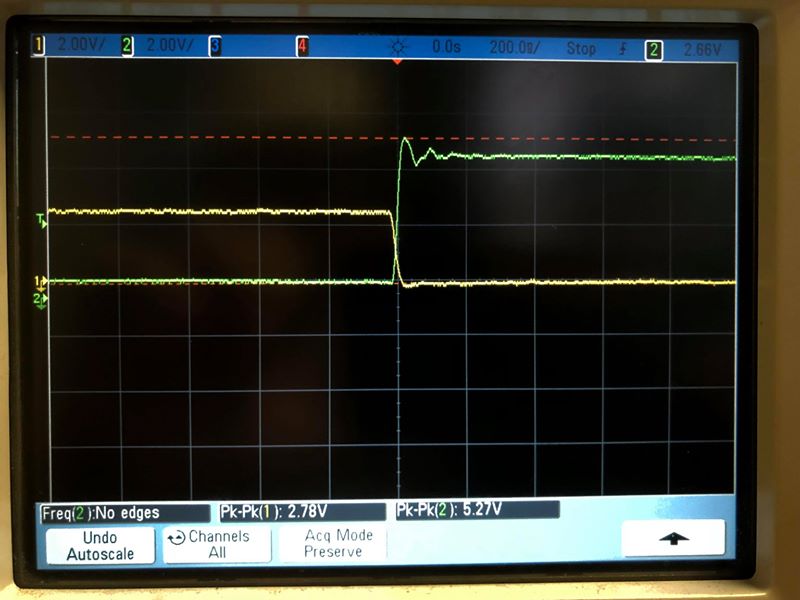 1 2.00V/ 2 2.00V/ 3 4 0.0s 200.0s/ Stop 2 2.66V
T
1
2
Freq(2):No edges Pk-Pk(1): 2.78V Pk-Pk(2): 5.27V
Undo Autoscale
Channels All
Acq Mode Preserve